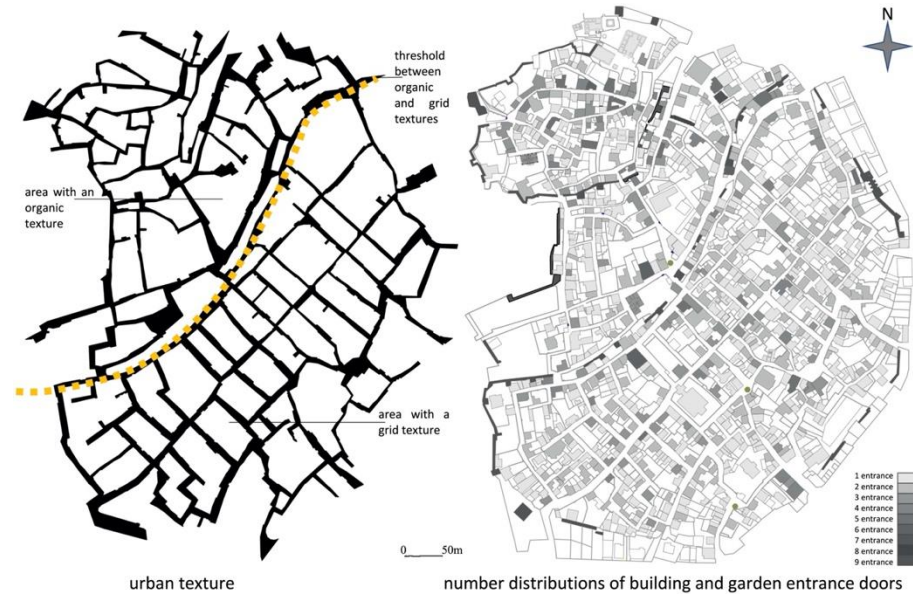 threshold
between
organic
and grid
textures
area with an
organic
texture
area with a
grid texture
0 50m
urban texture
N
1 entrance
2 entrance
3 entrance
4 entrance
5 entrance
6 entrance
7 entrance
8 entrance
9 entrance
number distributions of building and garden entrance doors